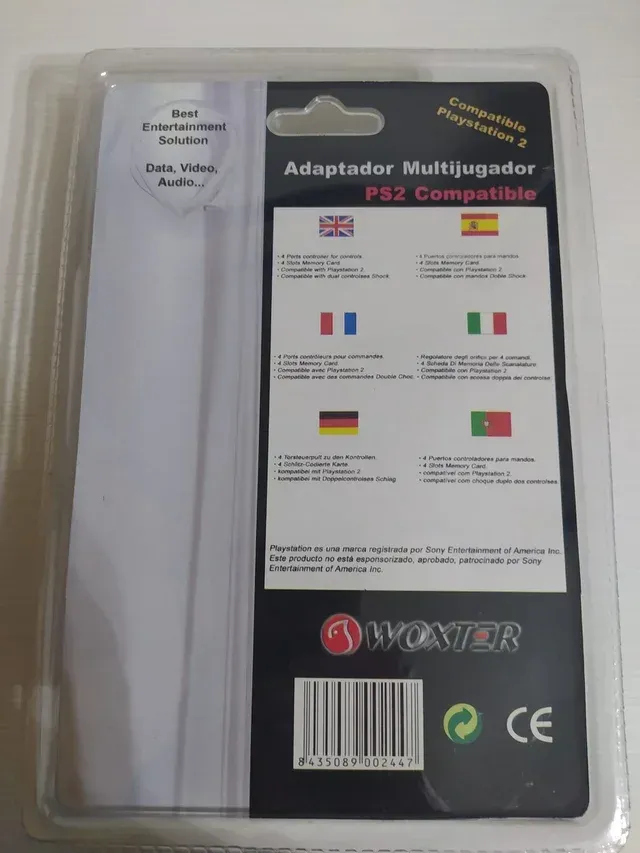 Best
Entertainment
Solution
Data, Video,
Audio...
Compatible
Playstation 2
Adaptador Multijugador
PS2 Compatible
• 4 Ports controler for controls.
• 4 Slots Memory Card.
• Compatible with Playstation 2.
• Compatible with dual controises Shock.
• 4 Puertos controladores para mandos.
• 4 Slots Memory Card.
• Compatible con Playstation 2.
• Compatible con mandos Doble Shock.
• 4 Ports contrôleurs pour commandes.
• 4 Slots Memory Card.
• Compatible avec Playstation 2.
• Compatible avec ces commandes Double Choc.
• Regolatore degli orifici per 4 comandi.
• 4 Scheda Di Memoria Delle Scanalature.
• Compatibile con Playstation 2.
• Compatibile con scossa doppia dei controise.
• 4 Torsteuerpult zu den Kontrollen.
• 4 Schlitz-Codierte Karte.
• kompatibel mit Playstation 2.
• kompatibel mit Doppelcontroises Schlag.
• 4 Puertos controladores para mandos.
• 4 Slots Memory Card.
• compatível com Playstation 2.
• compatível com choque duplo dos controises.
Playstation es una marca registrada por Sony Entertainment of America Inc.
Este producto no está esponsorizado, aprobado, patrocinado por Sony
Entertainment of America Inc.
WOXTER
8 435089 002447
CE